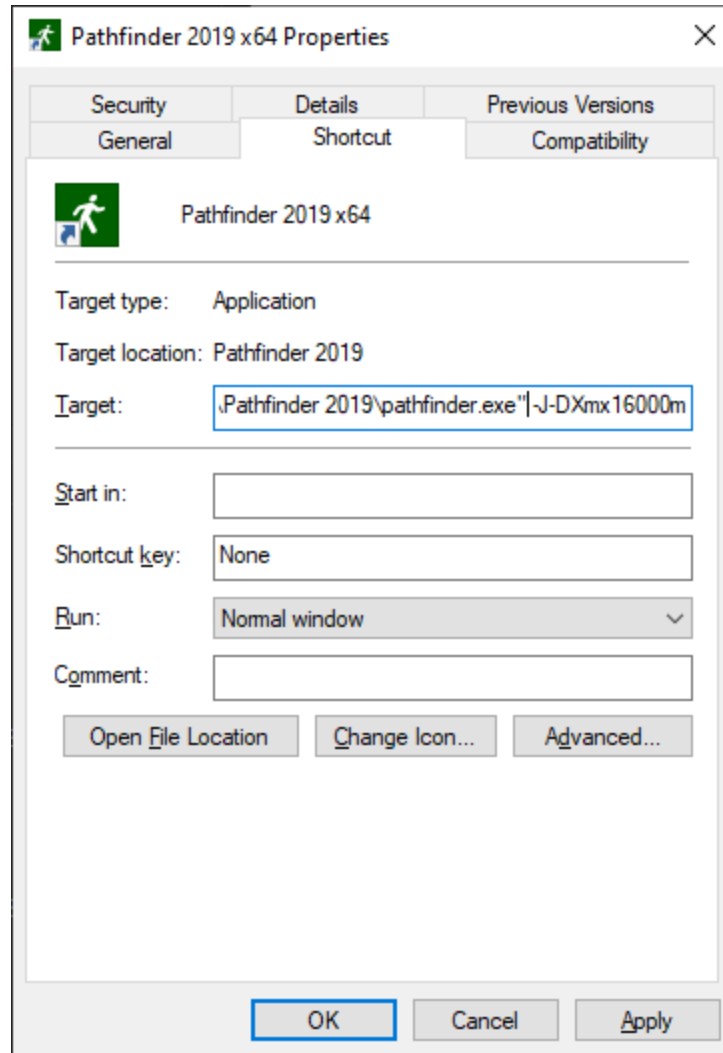 Pathfinder 2019 x64 Properties
Security Details Previous Versions
General Shortcut Compatibility
Pathfinder 2019 x64
Target type: Application
Target location: Pathfinder 2019
Target: \Pathfinder 2019\pathfinder.exe" -J-DXmx16000m
Start in:
Shortcut key: None
Run: Normal window
Comment:
Open File Location Change Icon... Advanced...
OK Cancel Apply